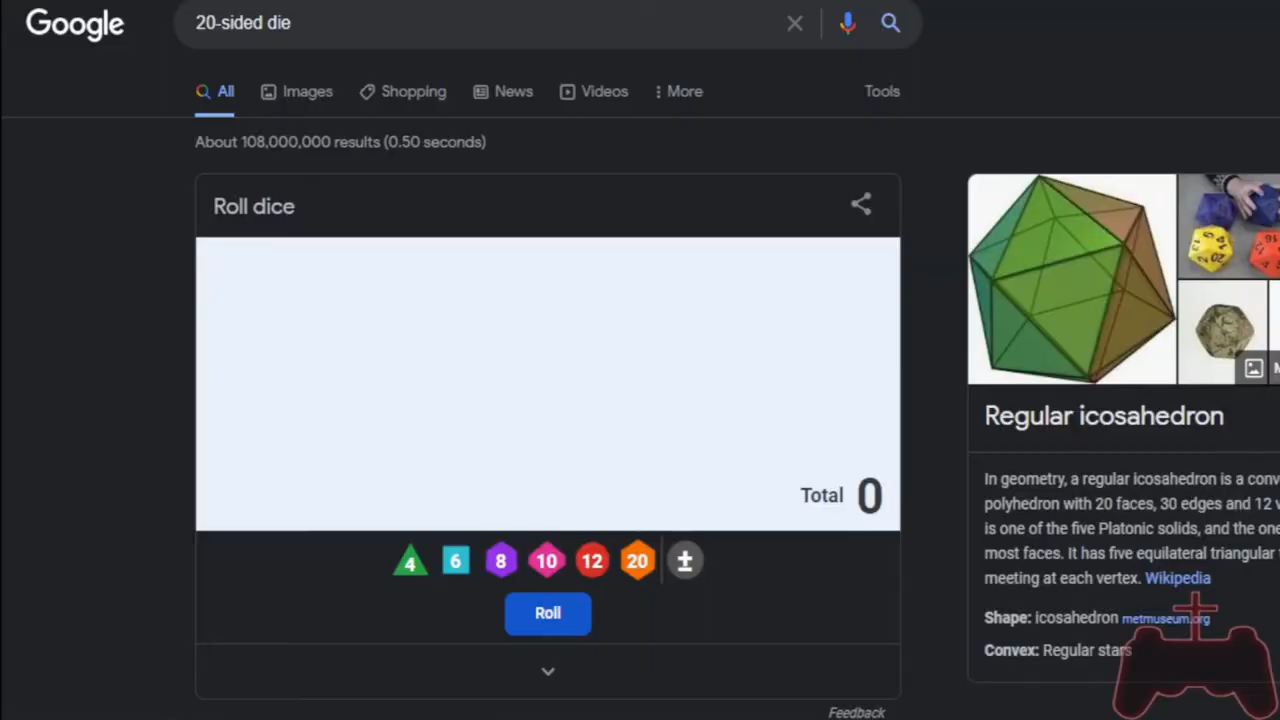 Google
20-sided die
All
Images
Shopping
News
Videos
More
Tools
About 108,000,000 results (0.50 seconds)
Roll dice
Total 0
4 6 8 10 12 20 ±
Roll
Feedback
Regular icosahedron
In geometry, a regular icosahedron is a conv
polyhedron with 20 faces, 30 edges and 12 v
is one of the five Platonic solids, and the one
most faces. It has five equilateral triangular
meeting at each vertex. Wikipedia
Shape: icosahedron metmuseum.org
Convex: Regular stars